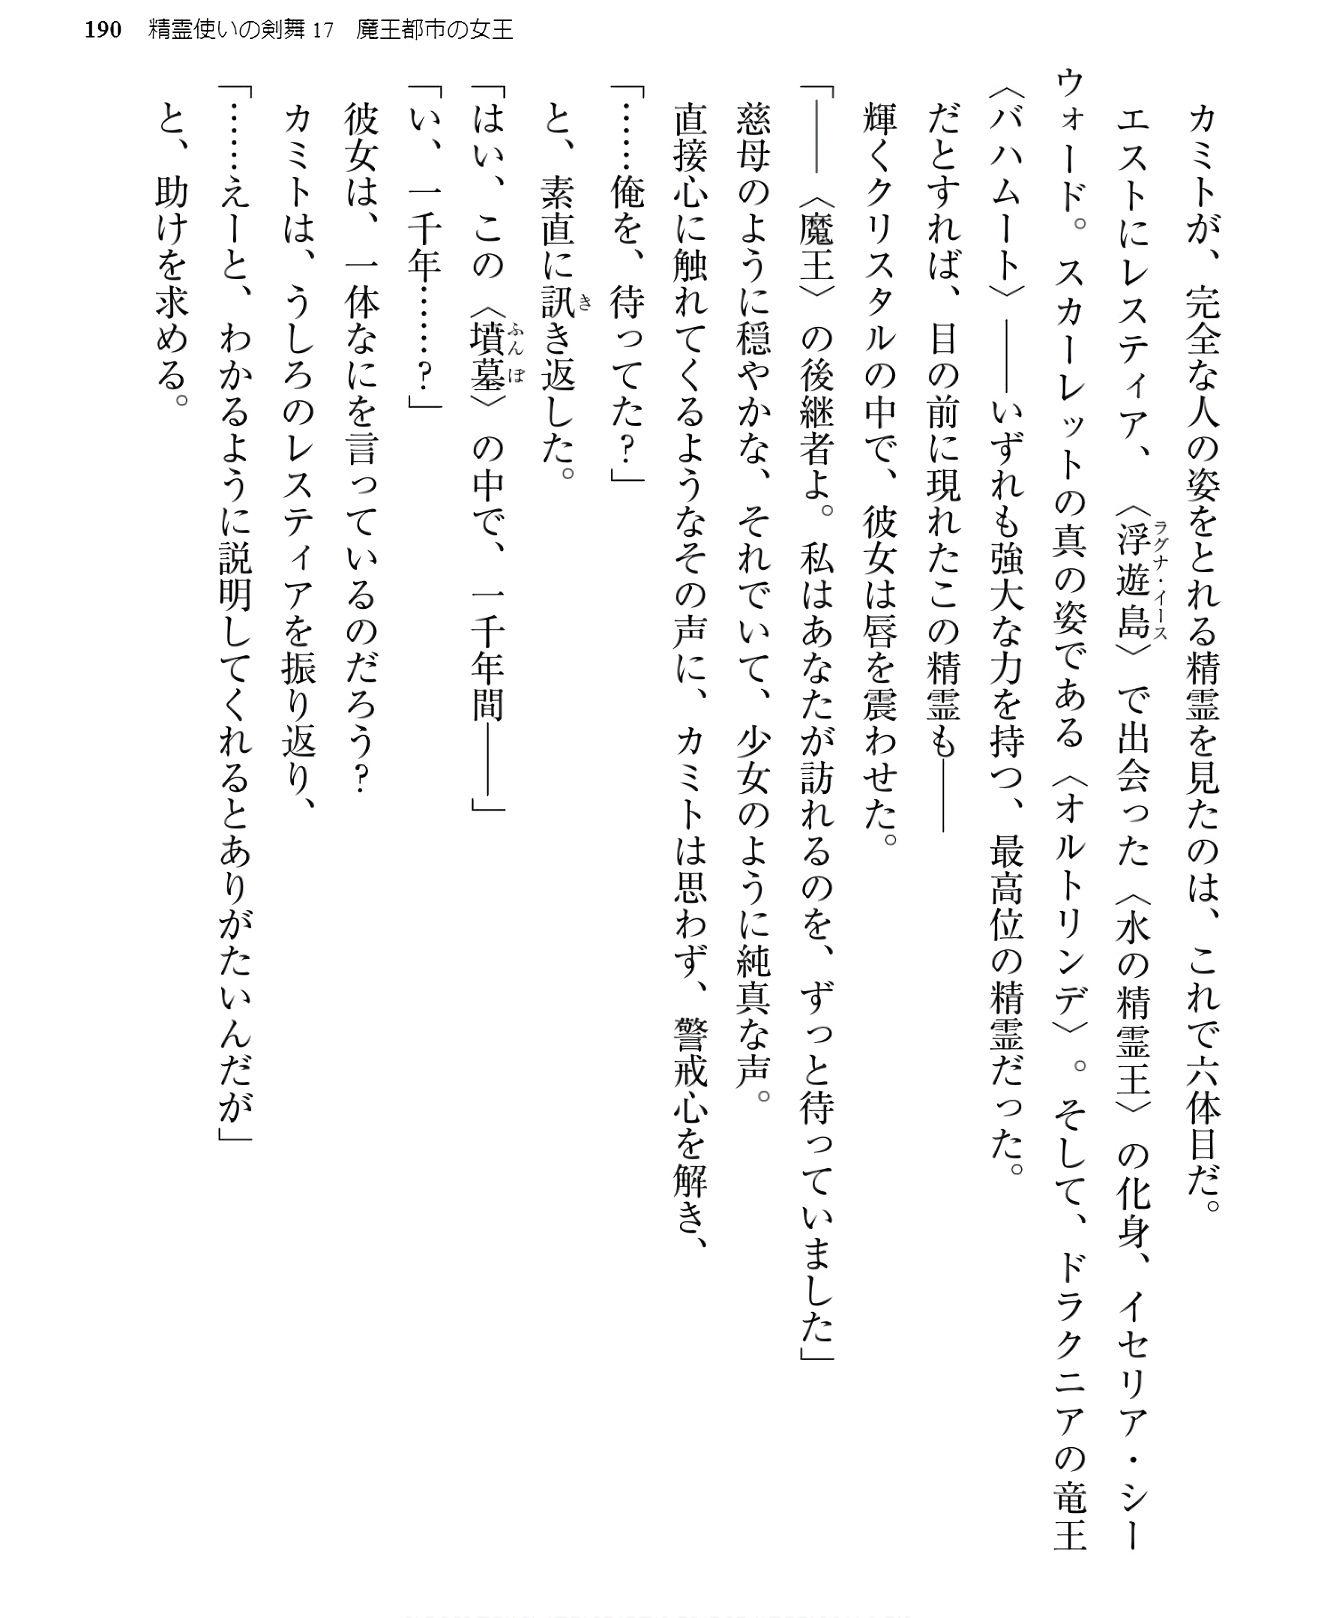 190 精霊使いの剣舞17 魔王都市の女王
カミトが、完全な人の姿をとれる精霊を見たのは、これで六体目だ。
エストにレスティア、〈浮遊島〉で出会った〈水の精霊王〉の化身、イセリア・シー
ラグナ・イース
ウォード。スカーレットの真の姿である〈オルトリンデ〉。そして、ドラクニアの竜王
〈バハムート〉――いずれも強大な力を持つ、最高位の精霊だった。
だとすれば、目の前に現れたこの精霊も――
輝くクリスタルの中で、彼女は唇を震わせた。
「――〈魔王〉の後継者よ。私はあなたが訪れるのを、ずっと待っていました」
慈母のように穏やかな、それでいて、少女のように純真な声。
直接心に触れてくるようなその声に、カミトは思わず、警戒心を解き、
「……俺を、待ってた?」
と、素直に訊き返した。
き
「はい、この〈墳墓〉の中で、一千年間――」
ふんぼ
「い、一千年……?」
彼女は、一体なにを言っているのだろう?
カミトは、うしろのレスティアを振り返り、
「……えーと、わかるように説明してくれるとありがたいんだが」
と、助けを求める。